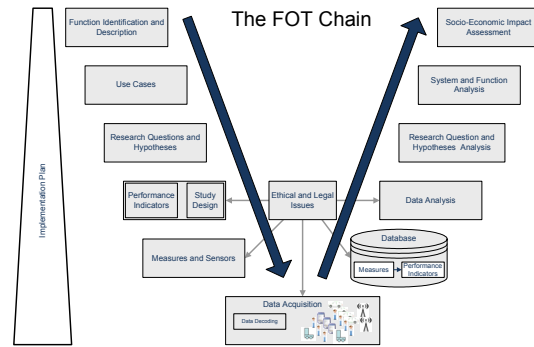 The FOT Chain
Function Identification and
Description
Socio-Economic Impact
Assessment
Use Cases
System and Function
Analysis
Research Questions and
Hypotheses
Research Question and
Hypotheses Analysis
Implementation Plan
Performance
Indicators
Study
Design
Ethical and Legal
Issues
Data Analysis
Measures and Sensors
Database
Measures
Performance
Indicators
Data Acquisition
Data Decoding